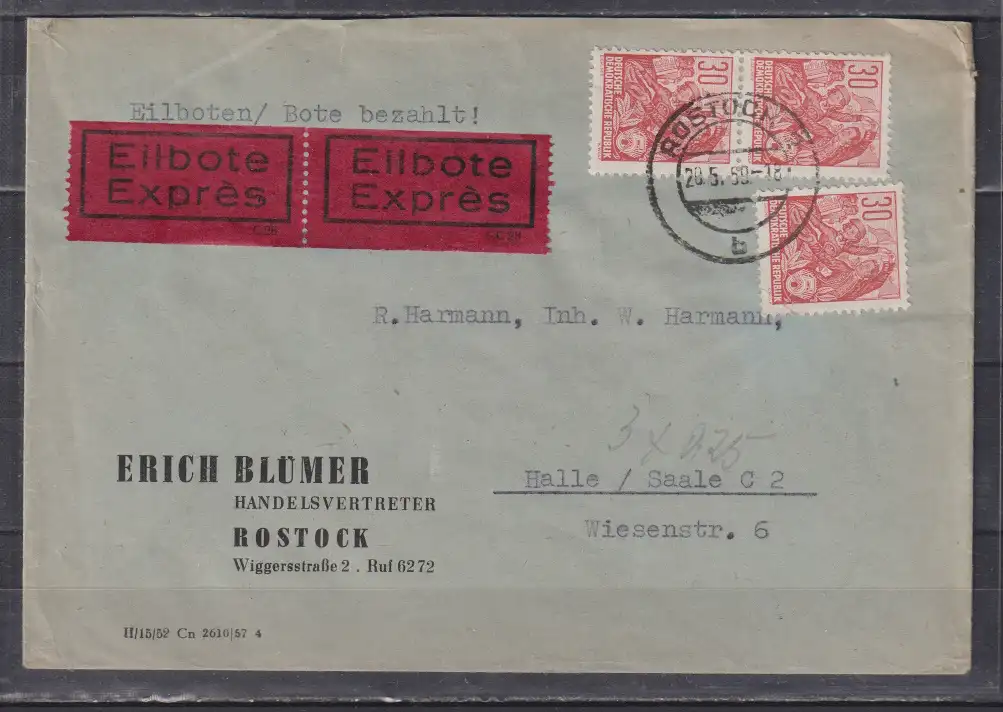 Eilboten/ Bote bezahlt!
Eilbote
Exprès
C 28
Eilbote
Exprès
C 28
30
DEUTSCHE
DEMOKRATISCHE REPUBLIK
30
DEUTSCHE
DEMOKRATISCHE REPUBLIK
30
DEUTSCHE
DEMOKRATISCHE REPUBLIK
ROSTOCK
b
R.Harmann, Inh. W. Harmann,
3 x 0,25
ERICH BLÜMER
HANDELSVERTRETER
ROSTOCK
Wiggersstraße 2 . Ruf 6272
Halle / Saale C 2
Wiesenstr. 6
H/15/52 Cn 2610/57 4